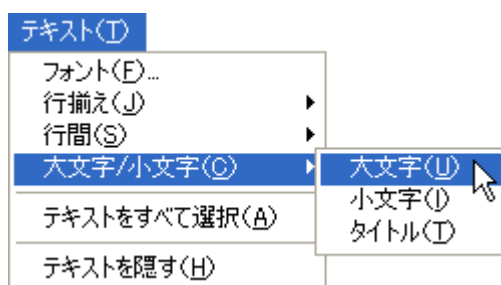 テキスト(T)
フォント(F)...
行揃え(J)
行間(S)
大文字/小文字(C)
大文字(U)
小文字(I)
タイトル(T)
テキストをすべて選択(A)
テキストを隠す(H)